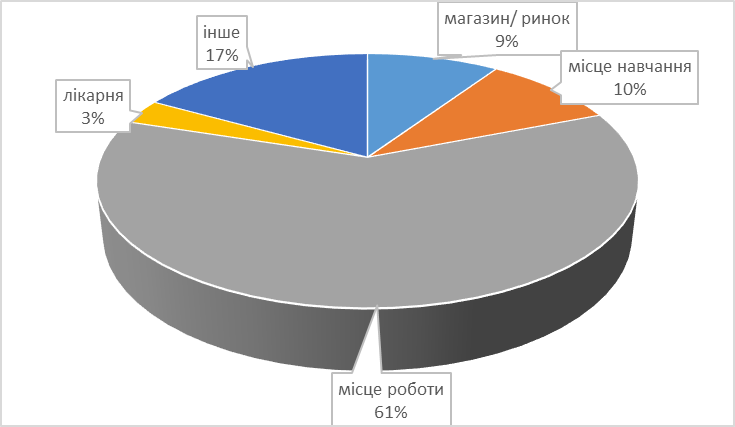 магазин/ ринок
9%
інше
17%
місце навчання
10%
лікарня
3%
місце роботи
61%